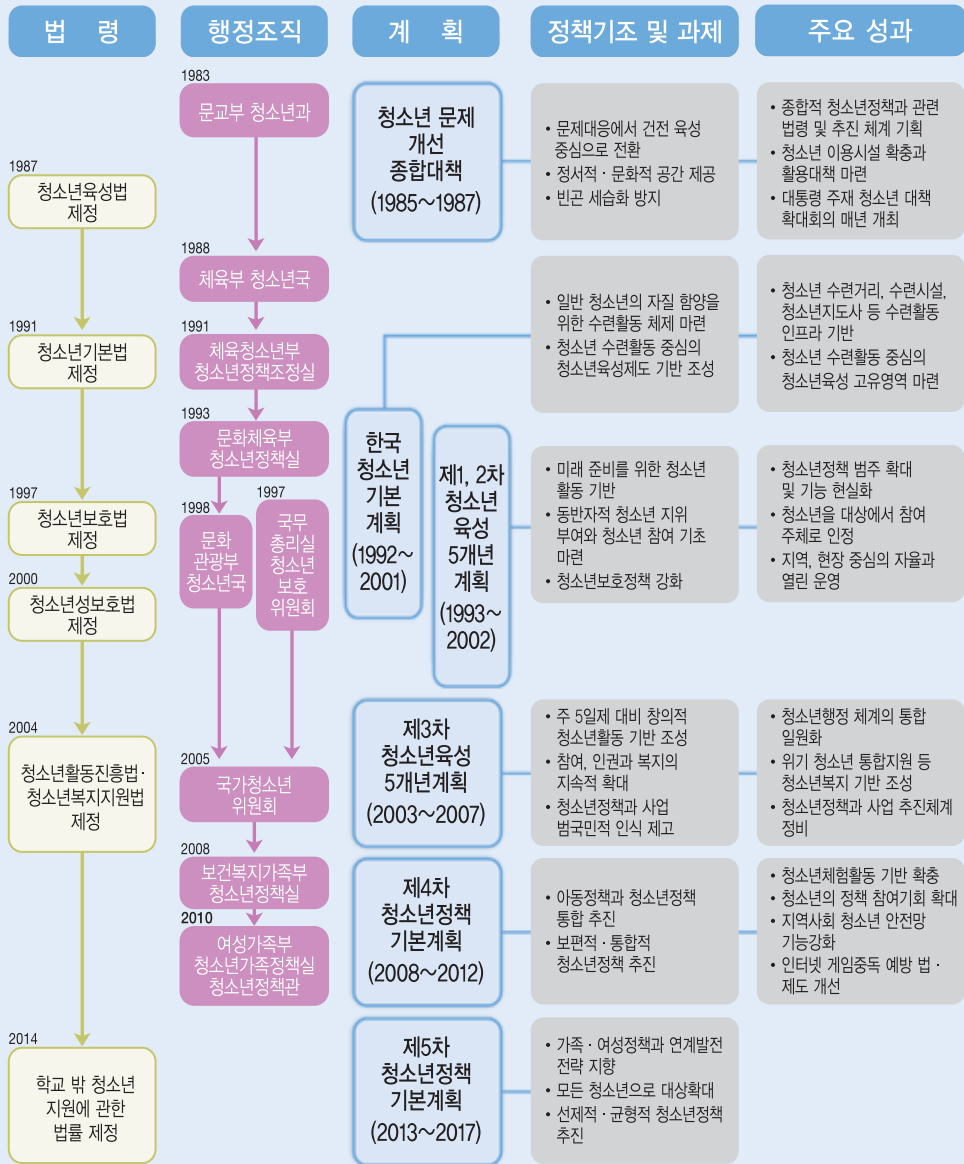 법 령
행정조직
계 획
정책기조 및 과제
주요 성과
1987
청소년육성법
제정
1991
청소년기본법
제정
1997
청소년보호법
제정
2000
청소년성보호법
제정
2004
청소년활동진흥법·
청소년복지지원법
제정
2014
학교 밖 청소년
지원에 관한
법률 제정
1983
문교부 청소년과
1988
체육부 청소년국
1991
체육청소년부
청소년정책조정실
1993
문화체육부
청소년정책실
1998
문화
관광부
청소년국
1997
국무
총리실
청소년
보호
위원회
2005
국가청소년
위원회
2008
보건복지가족부
청소년정책실
2010
여성가족부
청소년가족정책실
청소년정책관
청소년 문제
개선
종합대책
(1985~1987)
한국
청소년
기본
계획
(1992~
2001)
제1, 2차
청소년
육성
5개년
계획
(1993~
2002)
제3차
청소년육성
5개년계획
(2003~2007)
제4차
청소년정책
기본계획
(2008~2012)
제5차
청소년정책
기본계획
(2013~2017)
• 문제대응에서 건전 육성
중심으로 전환
• 정서적·문화적 공간 제공
• 빈곤 세습화 방지
• 일반 청소년의 자질 함양을
위한 수련활동 체제 마련
• 청소년 수련활동 중심의
청소년육성제도 기반 조성
• 미래 준비를 위한 청소년
활동 기반
• 동반자적 청소년 지위
부여와 청소년 참여 기초
마련
• 청소년보호정책 강화
• 주 5일제 대비 창의적
청소년활동 기반 조성
• 참여, 인권과 복지의
지속적 확대
• 청소년정책과 사업
범국민적 인식 제고
• 아동정책과 청소년정책
통합 추진
• 보편적·통합적
청소년정책 추진
• 가족·여성정책과 연계발전
전략 지향
• 모든 청소년으로 대상확대
• 선제적·균형적 청소년정책
추진
• 종합적 청소년정책과 관련
법령 및 추진 체계 기획
• 청소년 이용시설 확충과
활용대책 마련
• 대통령 주재 청소년 대책
확대회의 매년 개최
• 청소년 수련거리, 수련시설,
청소년지도사 등 수련활동
인프라 기반
• 청소년 수련활동 중심의
청소년육성 고유영역 마련
• 청소년정책 범주 확대
및 기능 현실화
• 청소년을 대상에서 참여
주체로 인정
• 지역, 현장 중심의 자율과
열린 운영
• 청소년행정 체계의 통합
일원화
• 위기 청소년 통합지원 등
청소년복지 기반 조성
• 청소년정책과 사업 추진체계
정비
• 청소년체험활동 기반 확충
• 청소년의 정책 참여기회 확대
• 지역사회 청소년 안전망
기능강화
• 인터넷 게임중독 예방 법·
제도 개선